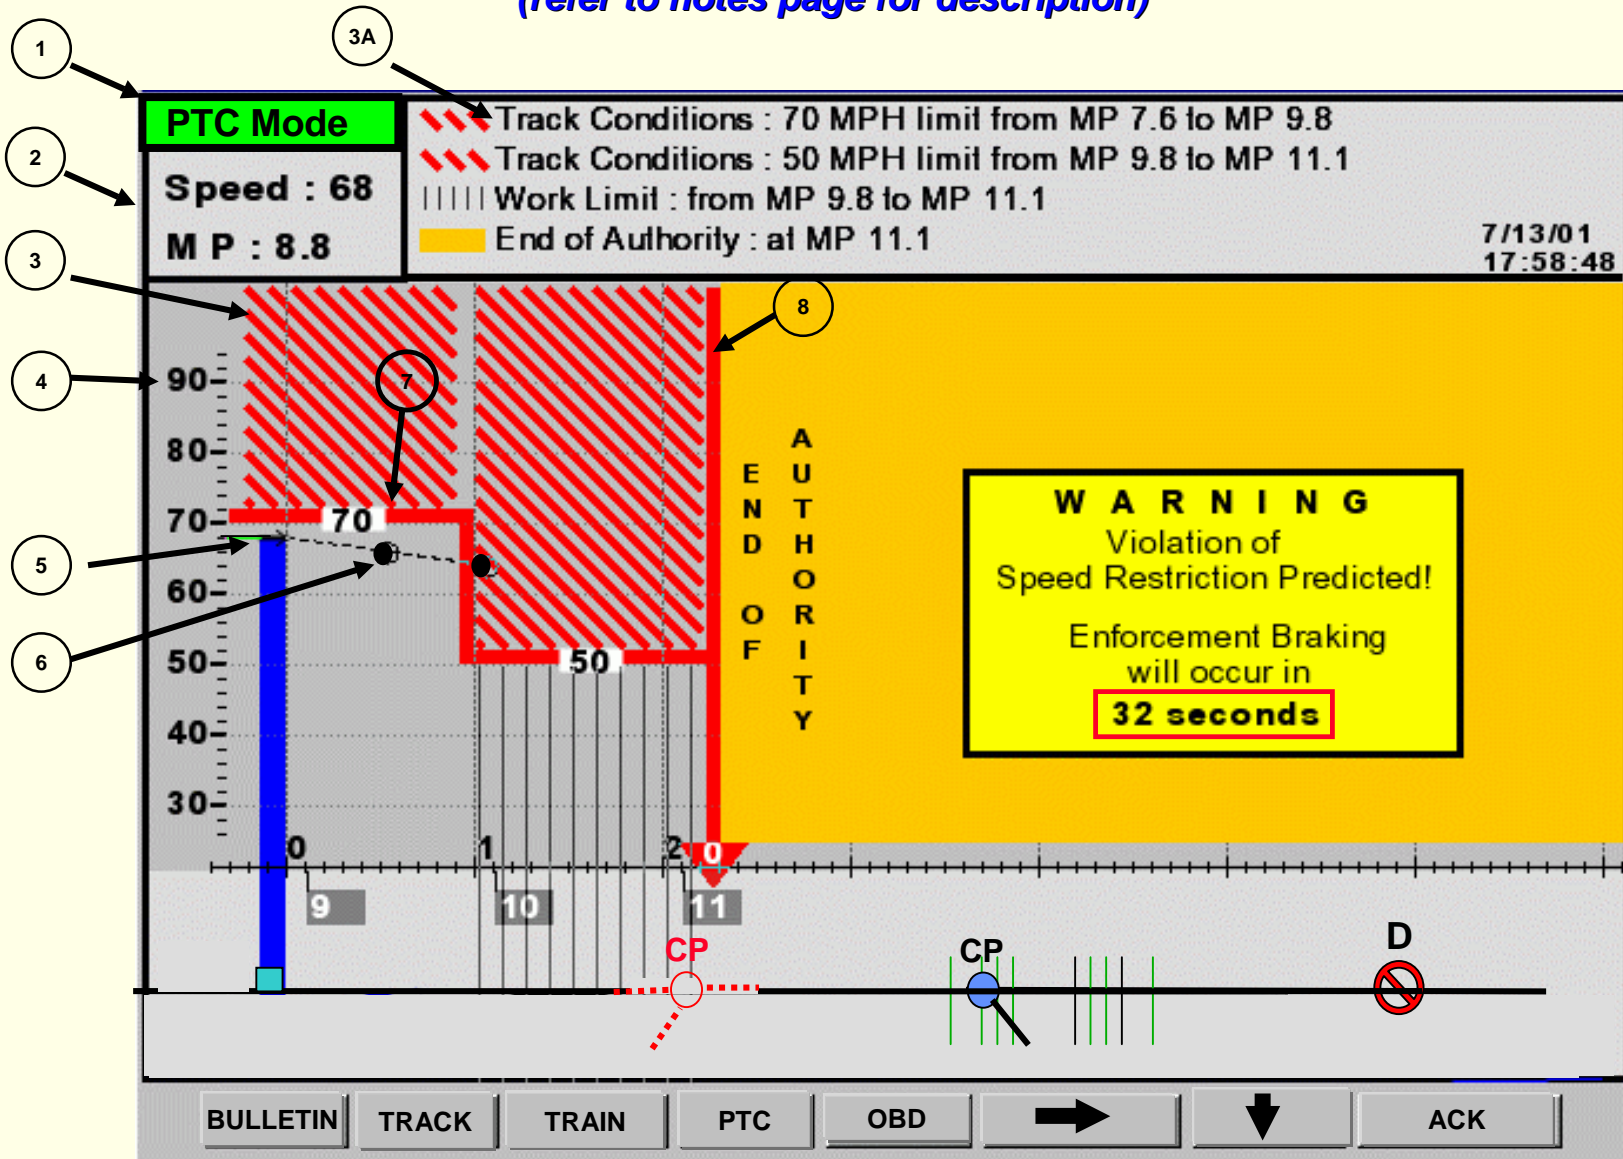 (refer to notes page for description)
1
3A
PTC Mode
Track Conditions : 70 MPH limit from MP 7.6 to MP 9.8
2
Track Conditions : 50 MPH limit from MP 9.8 to MP 11.1
Speed : 68
Work Limit : from MP 9.8 to MP 11.1
M P : 8.8
End of Authority : at MP 11.1
7/13/01
17:58:48
3
8
4
90
7
80
70
70
60
50
50
40
30
5
6
END OF
AUTHORITY
W A R N I N G
Violation of
Speed Restriction Predicted!
Enforcement Braking
will occur in
32 seconds
0
1
2
0
9
10
11
CP
CP
D
BULLETIN
TRACK
TRAIN
PTC
OBD
ACK